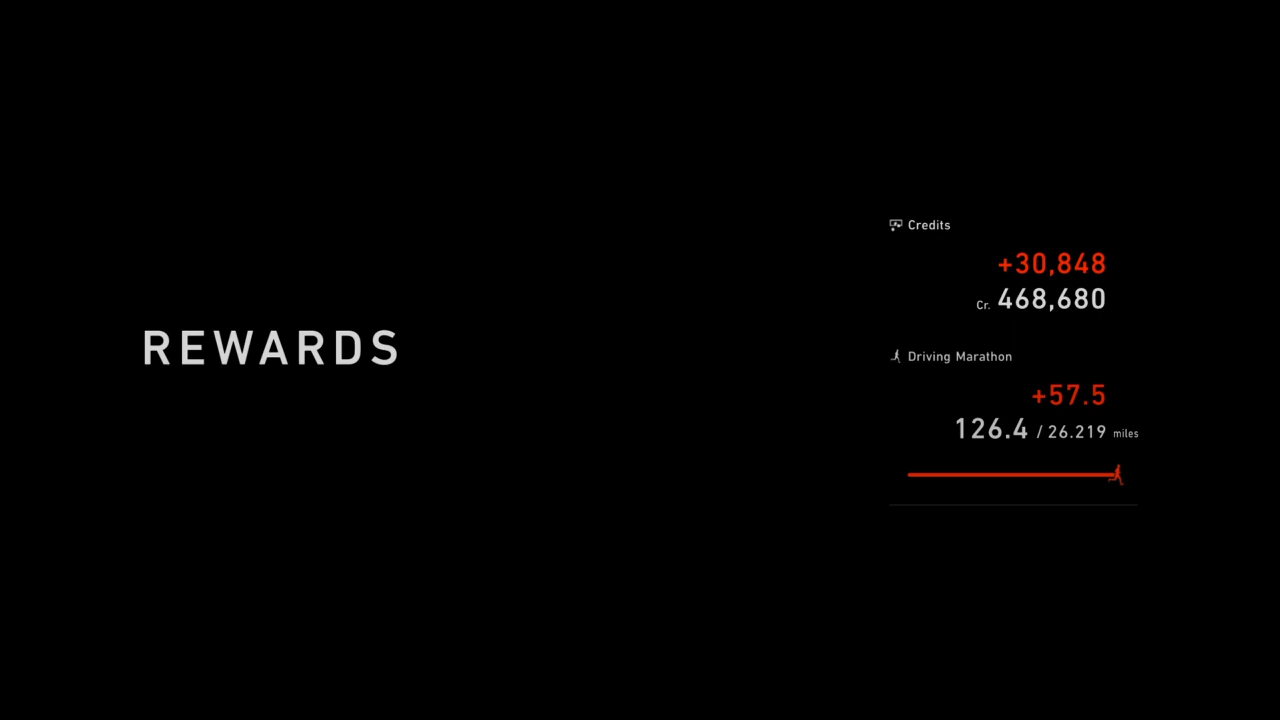 REWARDS
Credits
+30,848
Cr. 468,680
Driving Marathon
+57.5
126.4 / 26.219 miles